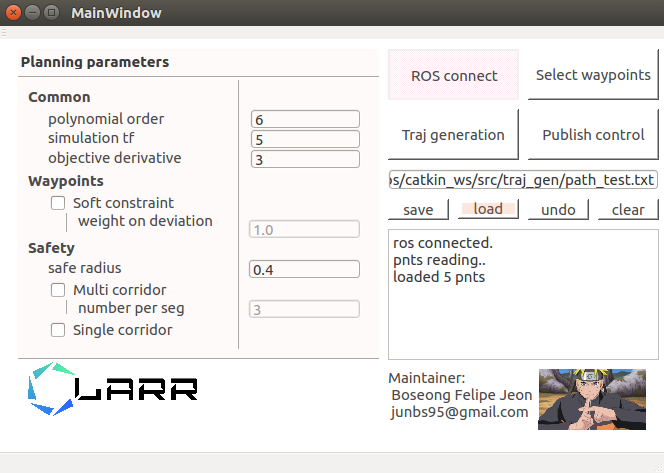 MainWindow
Planning parameters
Common
polynomial order 6
simulation tf 5
objective derivative 3
Waypoints
Soft constraint
weight on deviation 1.0
Safety
safe radius 0.4
Multi corridor
number per seg 3
Single corridor
LARR
ROS connect Select waypoints
Traj generation Publish control
os/catkin_ws/src/traj_gen/path_test.txt
save load undo clear
ros connected.
pnts reading..
loaded 5 pnts
Maintainer:
Boseong Felipe Jeon
junbs95@gmail.com